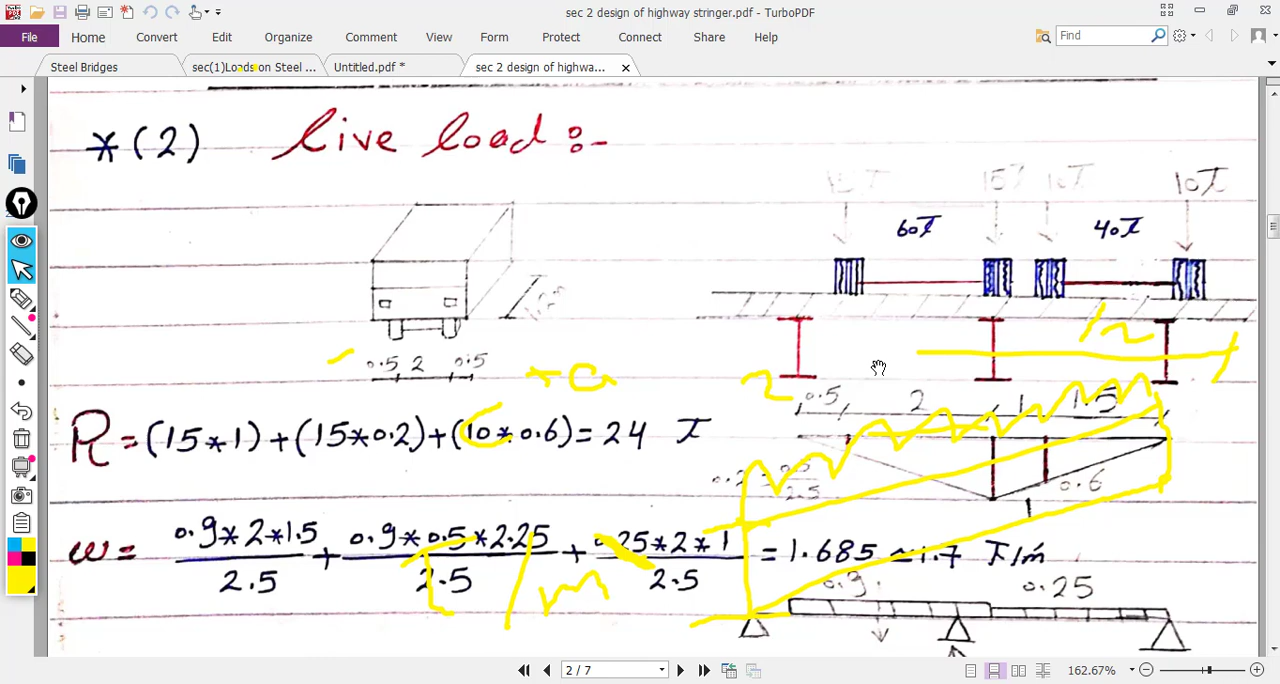 sec 2 design of highway stringer.pdf - TurboPDF
File Home Convert Edit Organize Comment View Form Protect Connect Share Help Find
Steel Bridges sec(1)Loads on Steel ... Untitled.pdf * sec 2 design of highwa... ×
*(2) Live load :-
15T 10T 10T
60T 40T
0.5 2 0.5
0.5 2 1 1.5
R = (15*1)+(15*0.2)+(10*0.6)= 24 T
0.6
1
w = 0.9*2*1.5/2.5 + 0.9*0.5*2.25/2.5 + 0.25*2*1/2.5 = 1.685 ≃ 1.7 T/m
0.25
2 / 7 162.67%